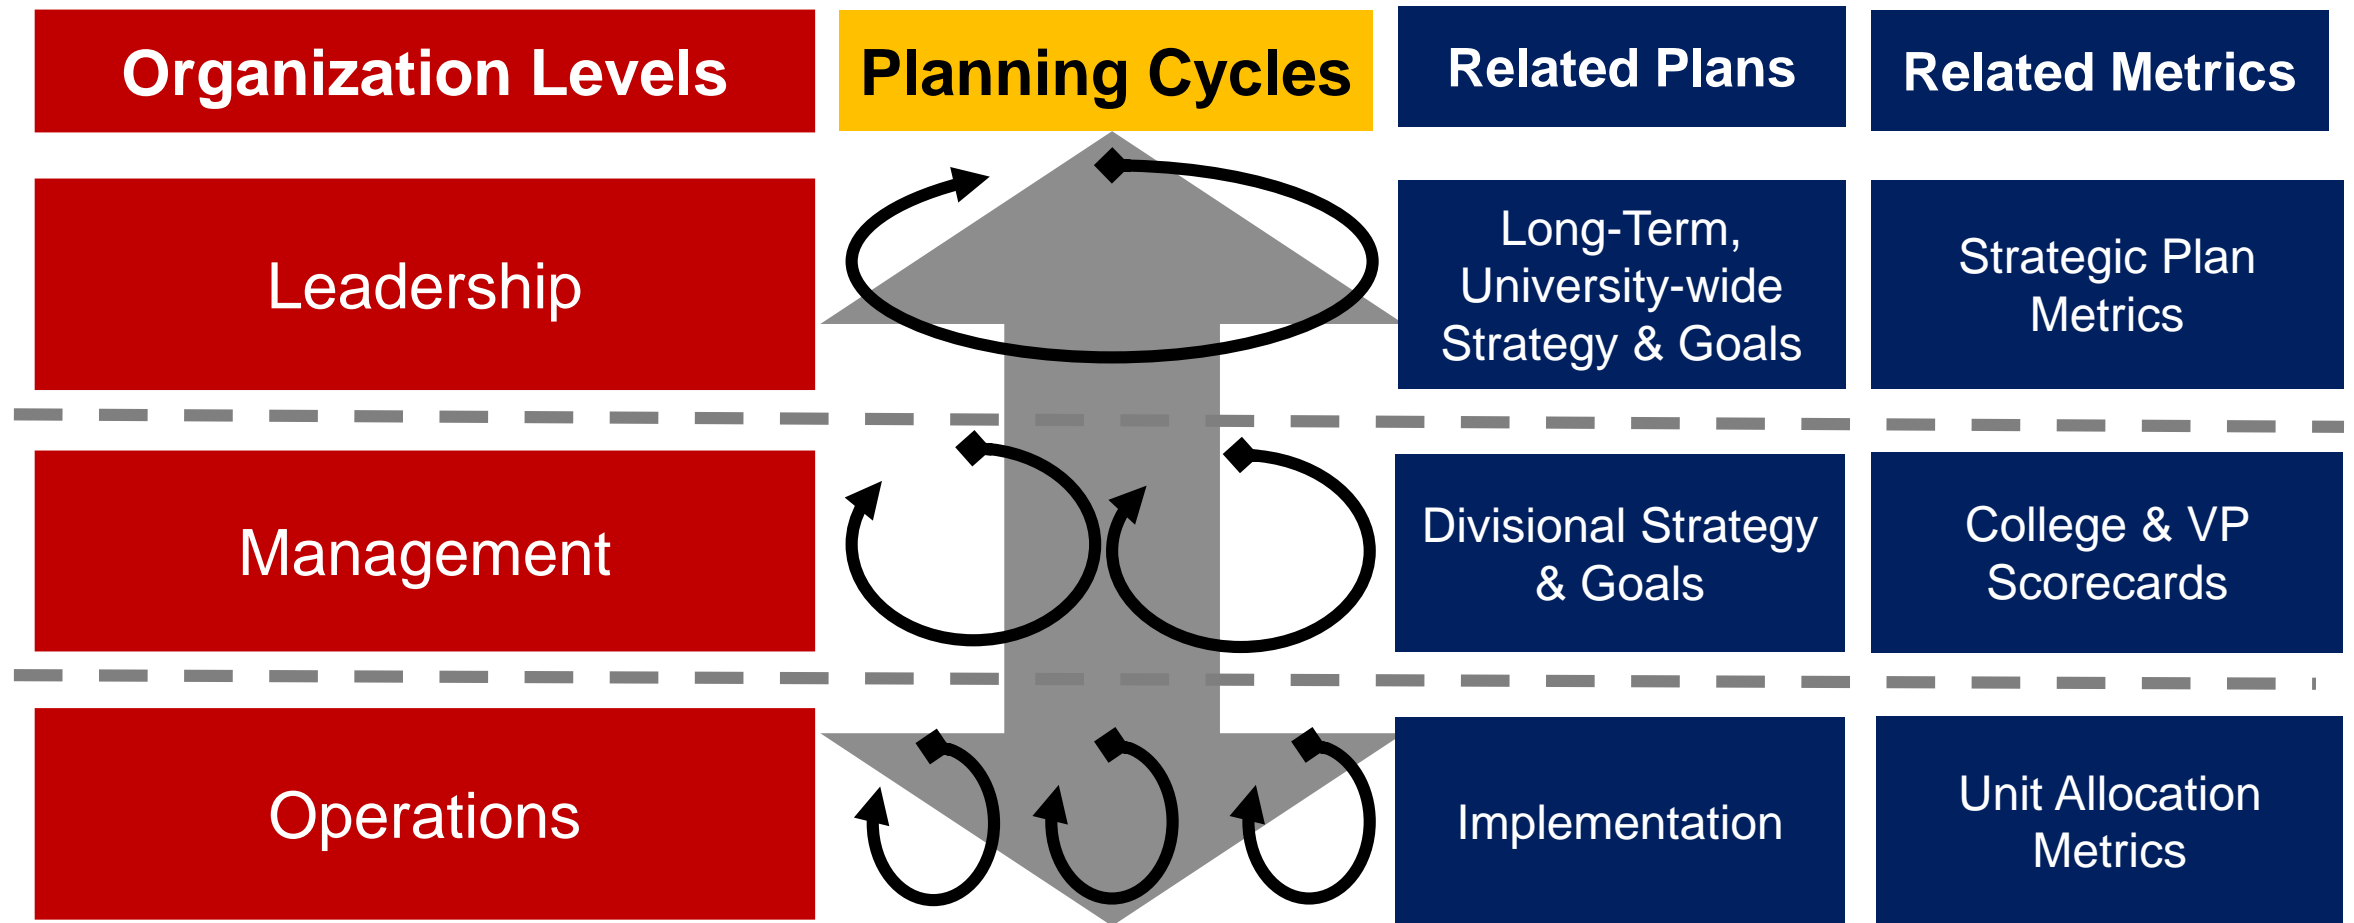 Organization Levels
Planning Cycles
Related Plans
Related Metrics
Leadership
Long-Term,
University-wide
Strategy & Goals
Strategic Plan
Metrics
Management
Divisional Strategy
& Goals
College & VP
Scorecards
Operations
Implementation
Unit Allocation
Metrics